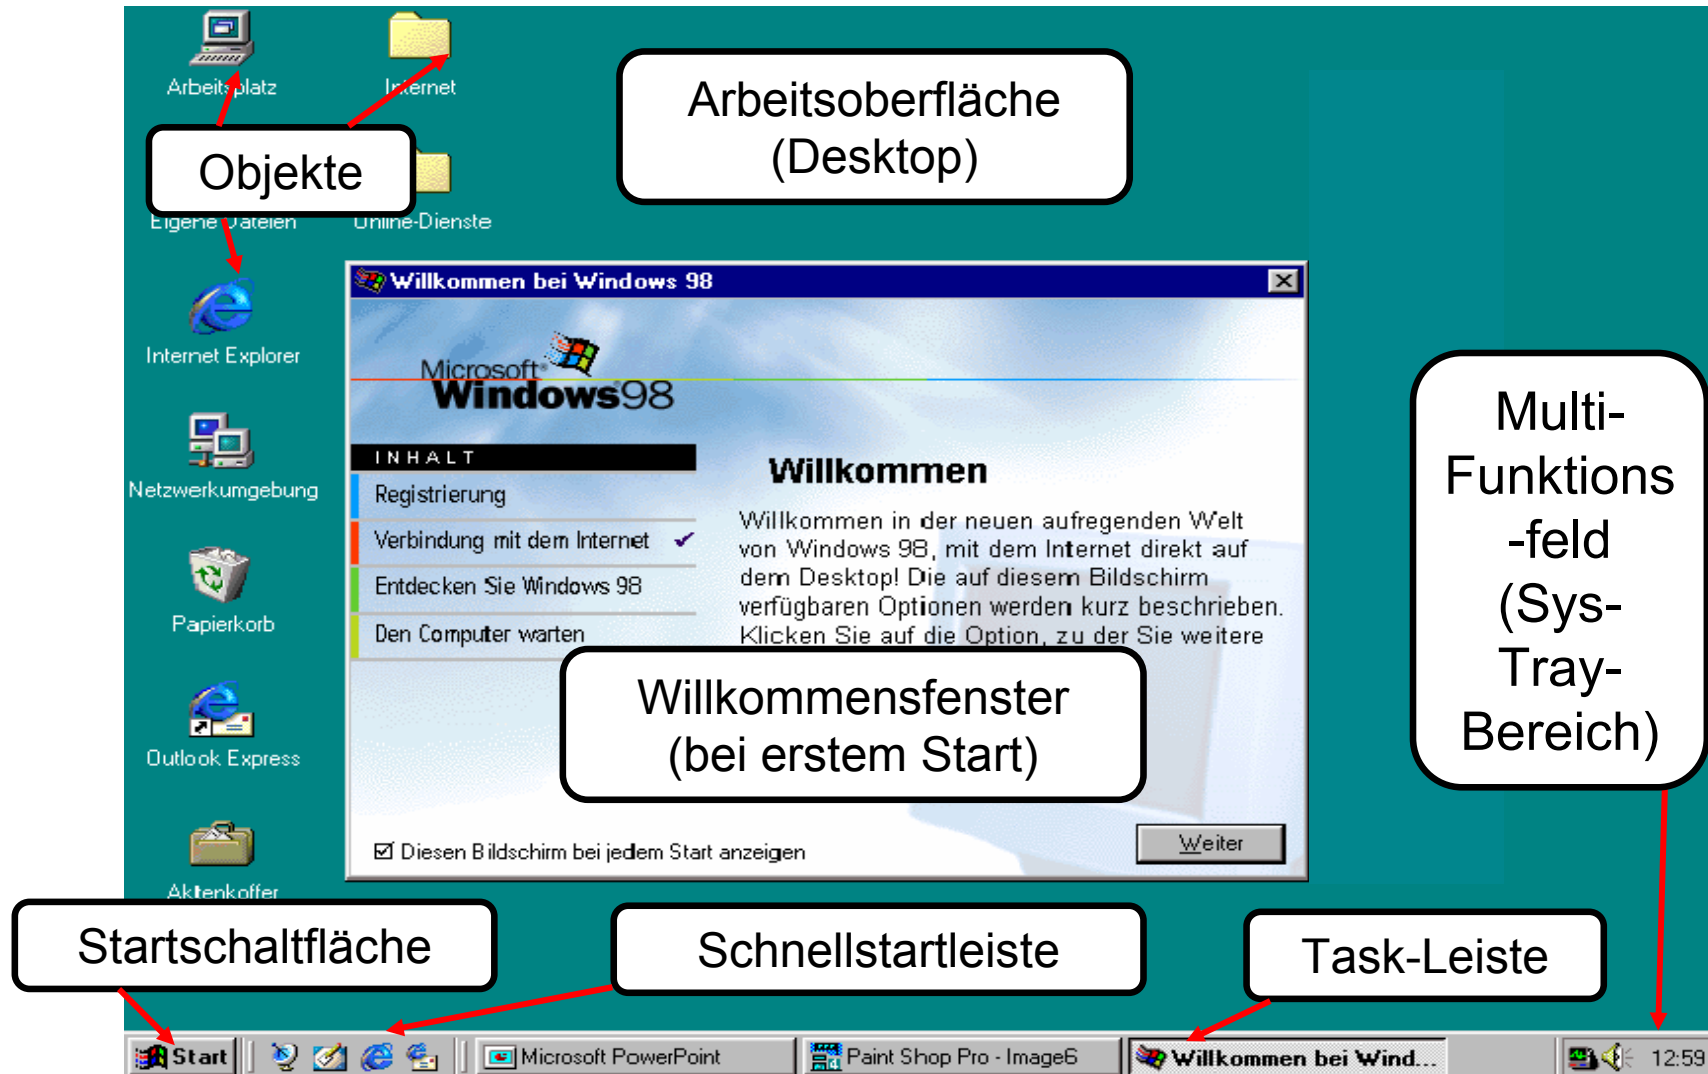 Arbeitsplatz
Internet
Arbeitsoberfläche
(Desktop)
Objekte
Eigene Dateien
Online-Dienste
Willkommen bei Windows 98
Internet Explorer
Microsoft®
Windows98
Multi-
Funktions
-feld
(Sys-
Tray-
Bereich)
INHALT
Willkommen
Netzwerkumgebung
Registrierung
Willkommen in der neuen aufregenden Welt
Verbindung mit dem Internet
von Windows 98, mit dem Internet direkt auf
dem Desktop! Die auf diesem Bildschirm
Entdecken Sie Windows 98
verfügbaren Optionen werden kurz beschrieben.
Papierkorb
Den Computer warten
Klicken Sie auf die Option, zu der Sie weitere
Willkommensfenster
(bei erstem Start)
Outlook Express
Diesen Bildschirm bei jedem Start anzeigen
Weiter
Aktenkoffer
Startschaltfläche
Schnellstartleiste
Task-Leiste
Start
Microsoft PowerPoint
Paint Shop Pro - Image6
Willkommen bei Wind...
12:59